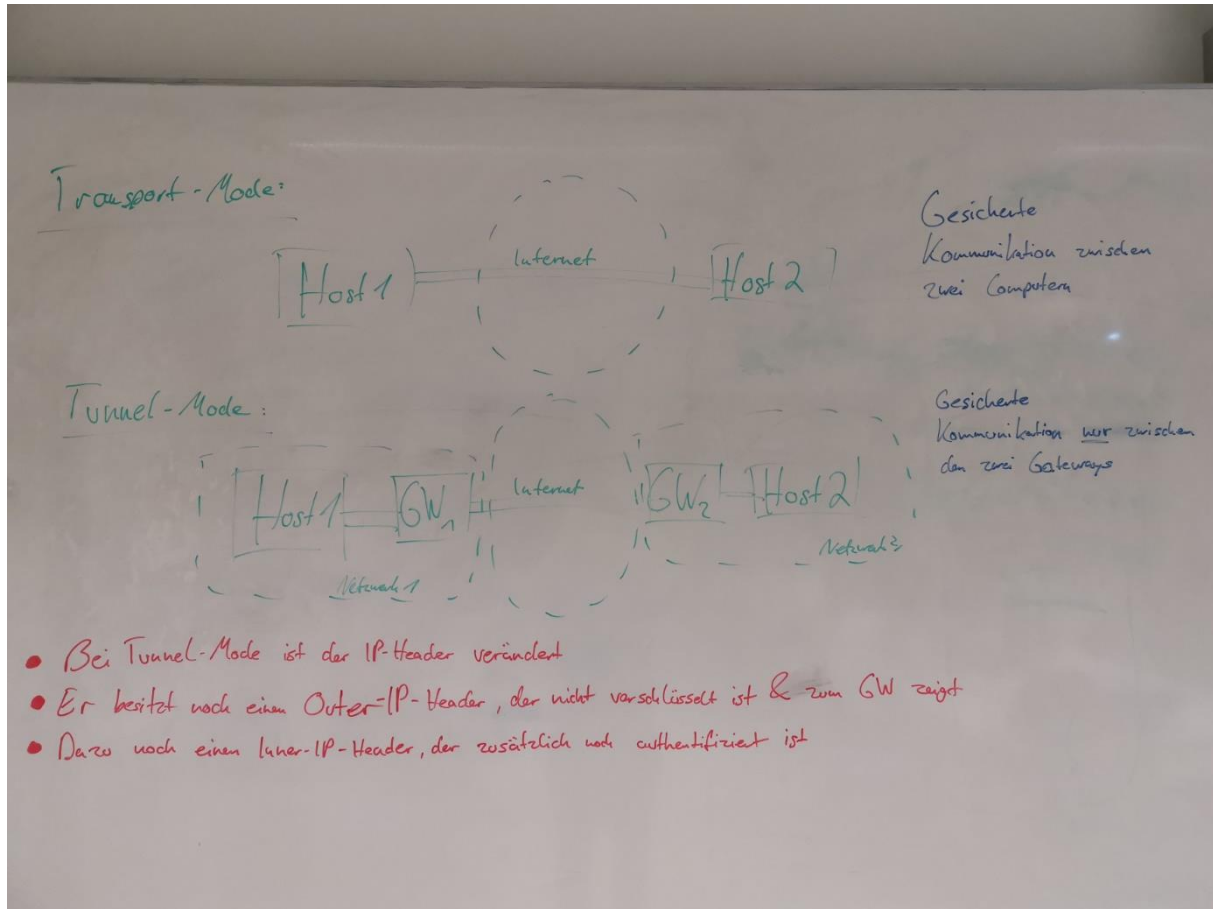 Transport-Mode:
Internet
Host 1
Host 2
Gesicherte
Kommunikation zwischen
zwei Computern
Tunnel-Mode:
Gesicherte
Kommunikation nur zwischen
den zwei Gateways
Host 1
GW1
Internet
GW2
Host 2
Netzwerk 1
Netzwerk 2
• Bei Tunnel-Mode ist der IP-Header verändert
• Er besitzt noch einen Outer-IP-Header, der nicht verschlüsselt ist & zum GW zeigt
• Dazu noch einen Inner-IP-Header, der zusätzlich noch authentifiziert ist